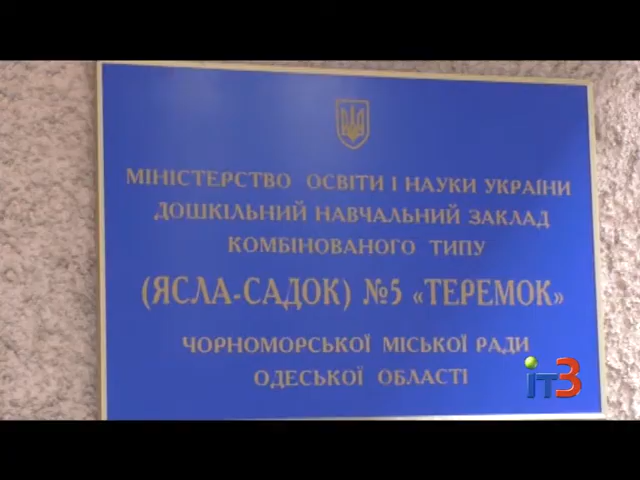 МІНІСТЕРСТВО ОСВІТИ І НАУКИ УКРАЇНИ
ДОШКІЛЬНИЙ НАВЧАЛЬНИЙ ЗАКЛАД
КОМБІНОВАНОГО ТИПУ
(ЯСЛА-САДОК) №5 «ТЕРЕМОК»
ЧОРНОМОРСЬКОЇ МІСЬКОЇ РАДИ
ОДЕСЬКОЇ ОБЛАСТІ
іт3